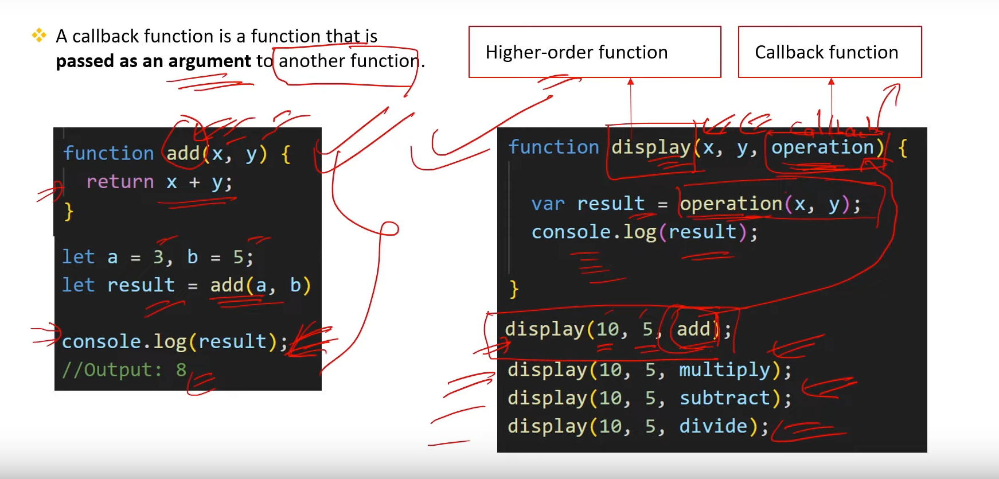 A callback function is a function that is
passed as an argument to another function.
Higher-order function
Callback function
function add(x, y) {
return x + y;
}
let a = 3, b = 5;
let result = add(a, b)
console.log(result);
//Output: 8
callback
function display(x, y, operation) {
var result = operation(x, y);
console.log(result);
}
display(10, 5, add);
display(10, 5, multiply);
display(10, 5, subtract);
display(10, 5, divide);